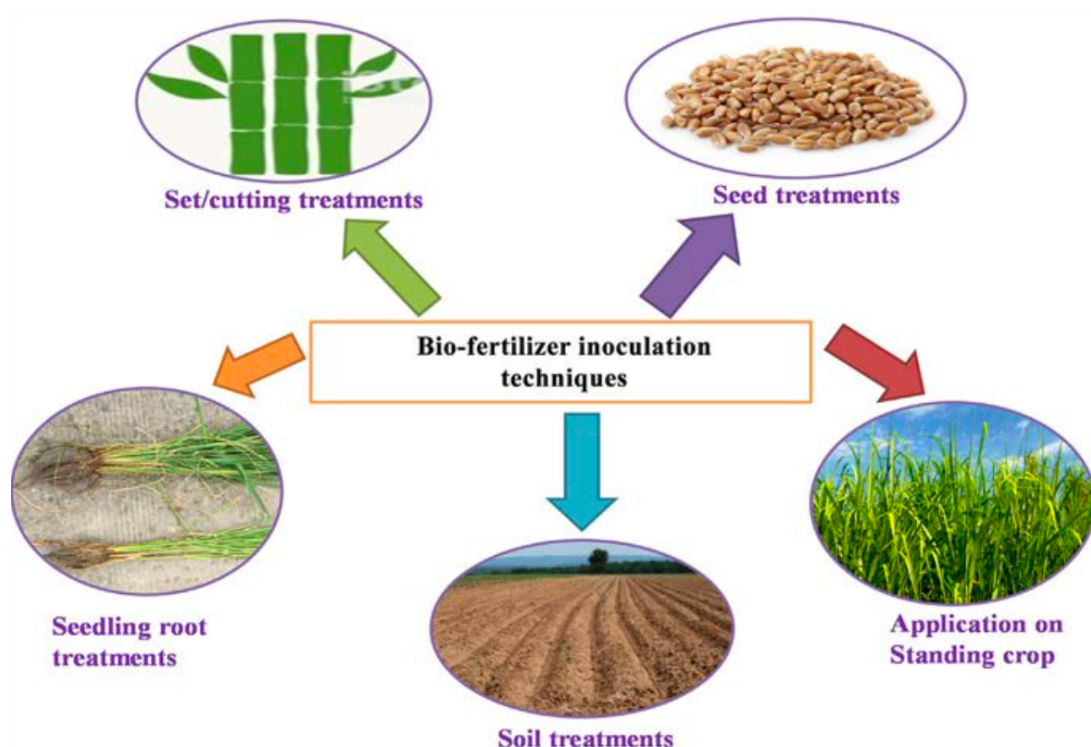 Set/cutting treatments
Seed treatments
Bio-fertilizer inoculation
techniques
Seedling root
treatments
Application on
Standing crop
Soil treatments